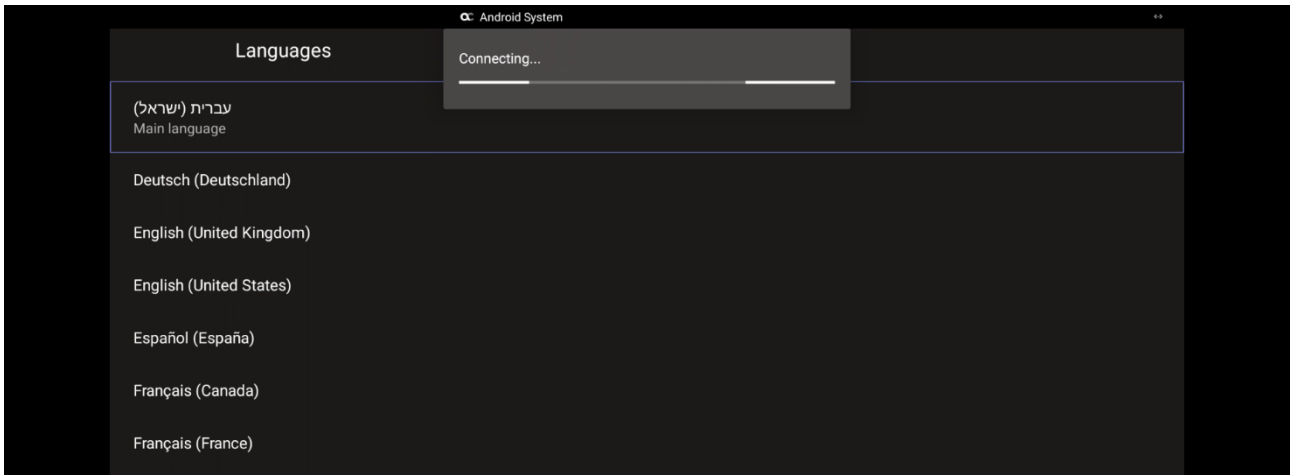 Android System
Languages
Connecting...
עברית (ישראל)
Main language
Deutsch (Deutschland)
English (United Kingdom)
English (United States)
Español (España)
Français (Canada)
Français (France)